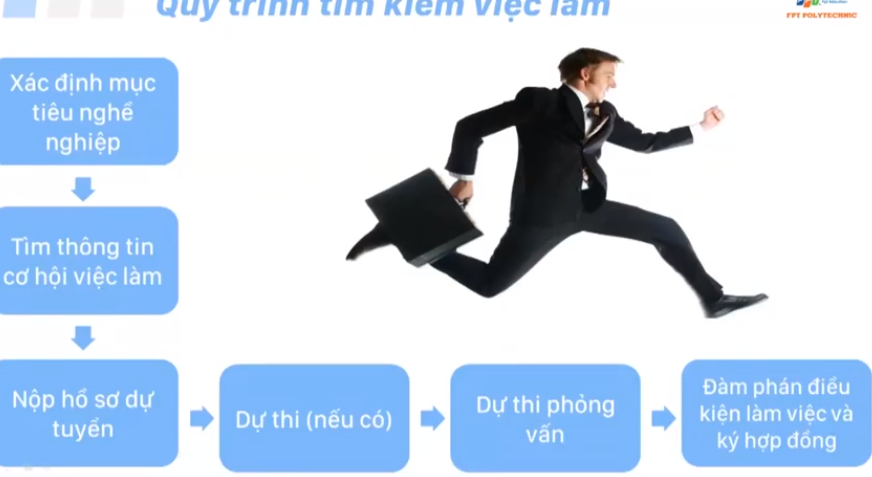 Quy trình tìm kiếm việc làm
FPT POLYTECHNIC
Xác định mục
tiêu nghề
nghiệp
Tìm thông tin
cơ hội việc làm
Nộp hồ sơ dự
tuyển
Dự thi (nếu có)
Dự thi phỏng
vấn
Đàm phán điều
kiện làm việc và
ký hợp đồng